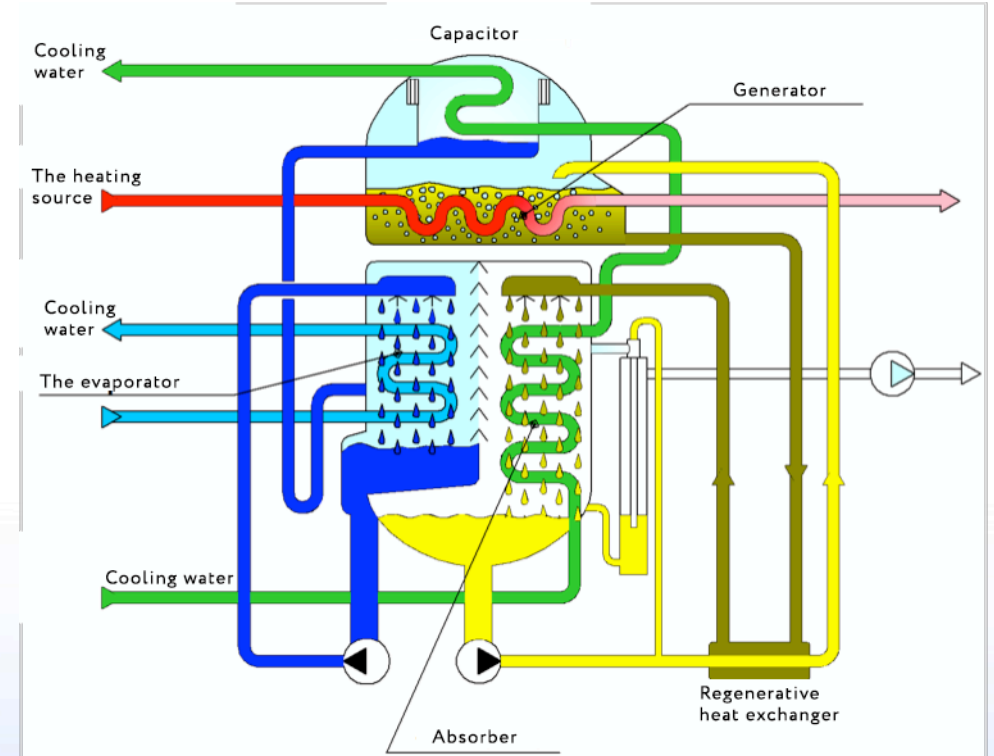 Capacitor
Cooling
water
Generator
The heating
source
Cooling
water
The evaporator
Cooling water
Regenerative
heat exchanger
Absorber